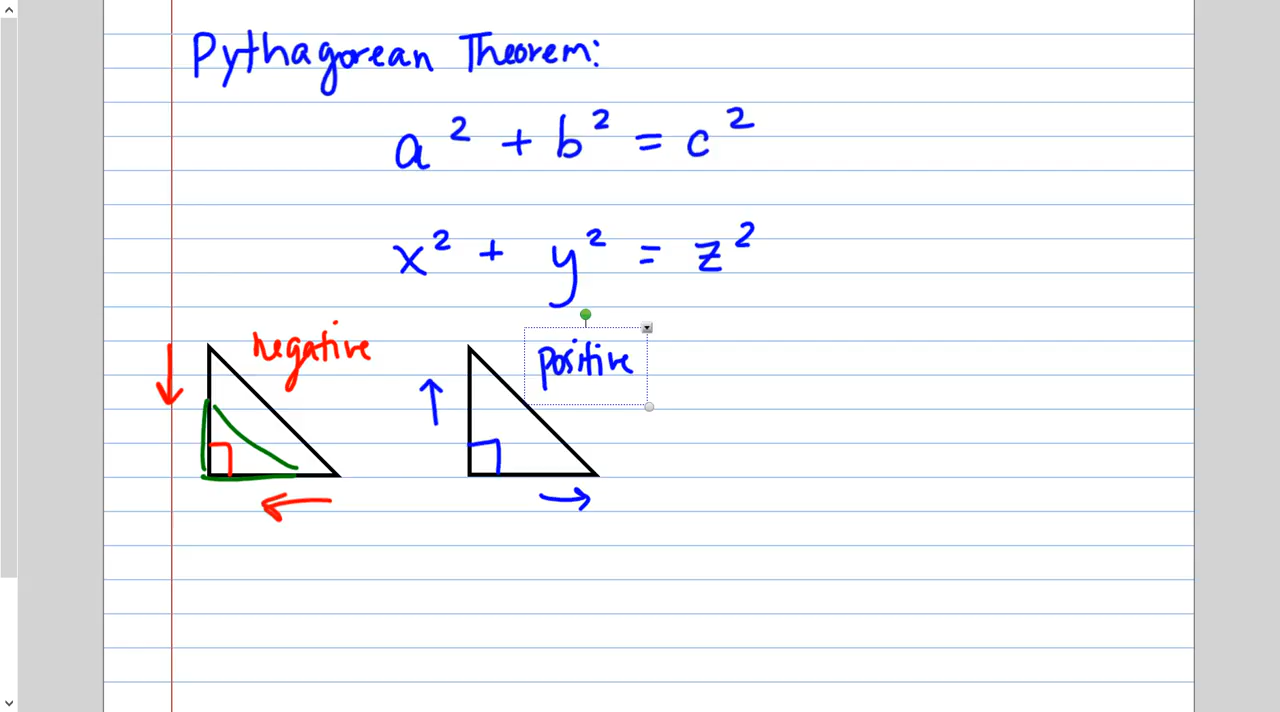 Pythagorean Theorem:
a² + b² = c²
x² + y² = z²
negative
positive